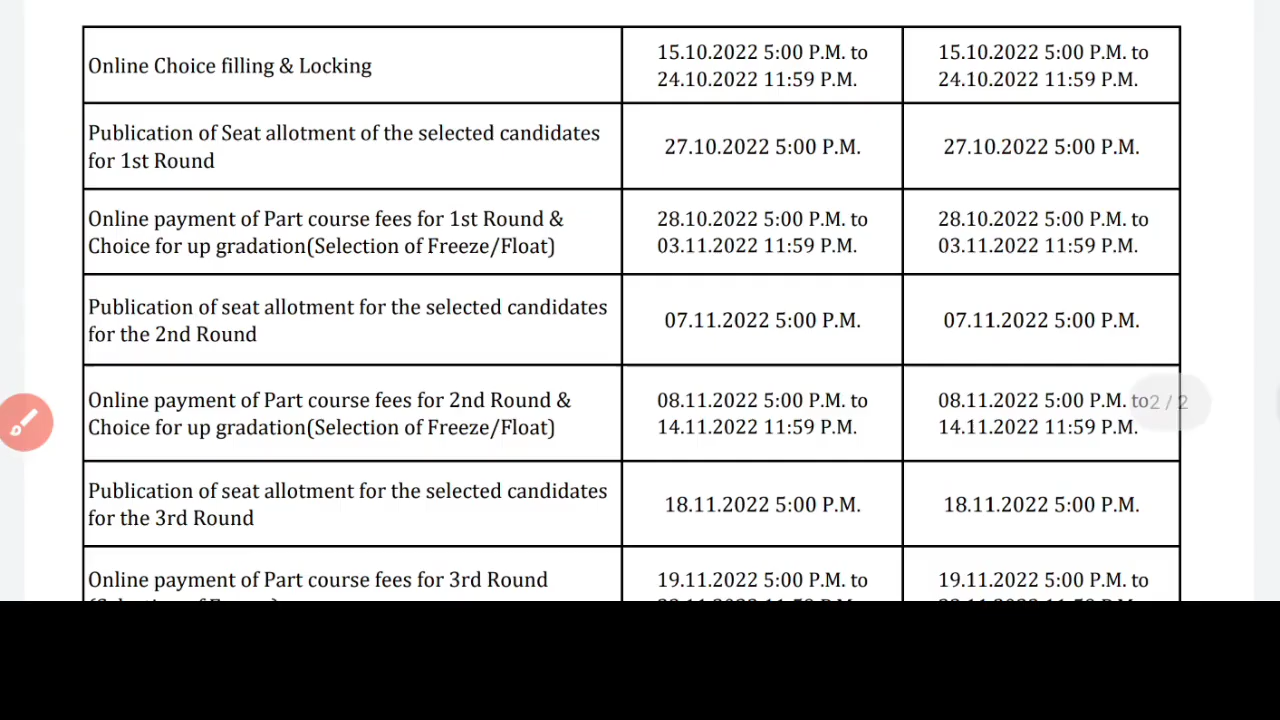 Online Choice filling & Locking
15.10.2022 5:00 P.M. to
24.10.2022 11:59 P.M.
15.10.2022 5:00 P.M. to
24.10.2022 11:59 P.M.
Publication of Seat allotment of the selected candidates
for 1st Round
27.10.2022 5:00 P.M.
27.10.2022 5:00 P.M.
Online payment of Part course fees for 1st Round &
Choice for up gradation(Selection of Freeze/Float)
28.10.2022 5:00 P.M. to
03.11.2022 11:59 P.M.
28.10.2022 5:00 P.M. to
03.11.2022 11:59 P.M.
Publication of seat allotment for the selected candidates
for the 2nd Round
07.11.2022 5:00 P.M.
07.11.2022 5:00 P.M.
Online payment of Part course fees for 2nd Round &
Choice for up gradation(Selection of Freeze/Float)
08.11.2022 5:00 P.M. to
14.11.2022 11:59 P.M.
08.11.2022 5:00 P.M. to
14.11.2022 11:59 P.M.
2 / 2
Publication of seat allotment for the selected candidates
for the 3rd Round
18.11.2022 5:00 P.M.
18.11.2022 5:00 P.M.
Online payment of Part course fees for 3rd Round
19.11.2022 5:00 P.M. to
19.11.2022 5:00 P.M. to